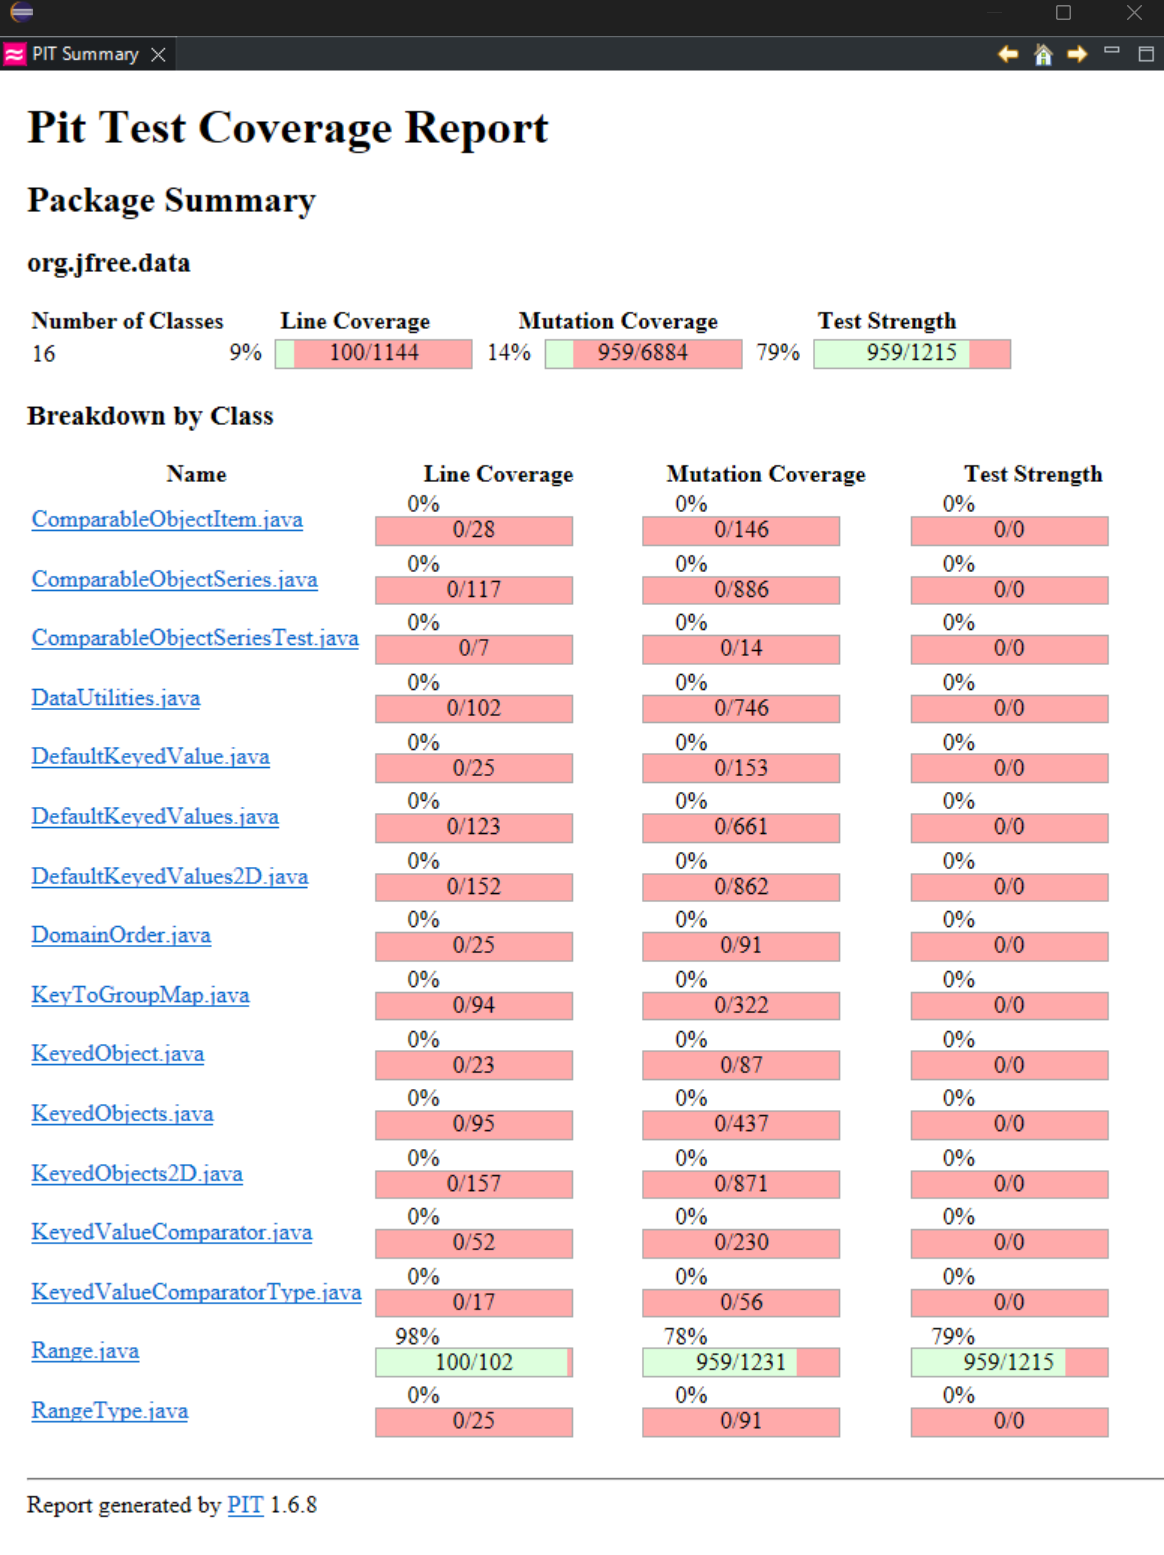 PIT Summary
Pit Test Coverage Report
Package Summary
org.jfree.data
Number of Classes Line Coverage Mutation Coverage Test Strength
16 9% 100/1144 14% 959/6884 79% 959/1215
Breakdown by Class
Name Line Coverage Mutation Coverage Test Strength
ComparableObjectItem.java 0% 0/28 0% 0/146 0% 0/0
ComparableObjectSeries.java 0% 0/117 0% 0/886 0% 0/0
ComparableObjectSeriesTest.java 0% 0/7 0% 0/14 0% 0/0
DataUtilities.java 0% 0/102 0% 0/746 0% 0/0
DefaultKeyedValue.java 0% 0/25 0% 0/153 0% 0/0
DefaultKeyedValues.java 0% 0/123 0% 0/661 0% 0/0
DefaultKeyedValues2D.java 0% 0/152 0% 0/862 0% 0/0
DomainOrder.java 0% 0/25 0% 0/91 0% 0/0
KeyToGroupMap.java 0% 0/94 0% 0/322 0% 0/0
KeyedObject.java 0% 0/23 0% 0/87 0% 0/0
KeyedObjects.java 0% 0/95 0% 0/437 0% 0/0
KeyedObjects2D.java 0% 0/157 0% 0/871 0% 0/0
KeyedValueComparator.java 0% 0/52 0% 0/230 0% 0/0
KeyedValueComparatorType.java 0% 0/17 0% 0/56 0% 0/0
Range.java 98% 100/102 78% 959/1231 79% 959/1215
RangeType.java 0% 0/25 0% 0/91 0% 0/0
Report generated by PIT 1.6.8